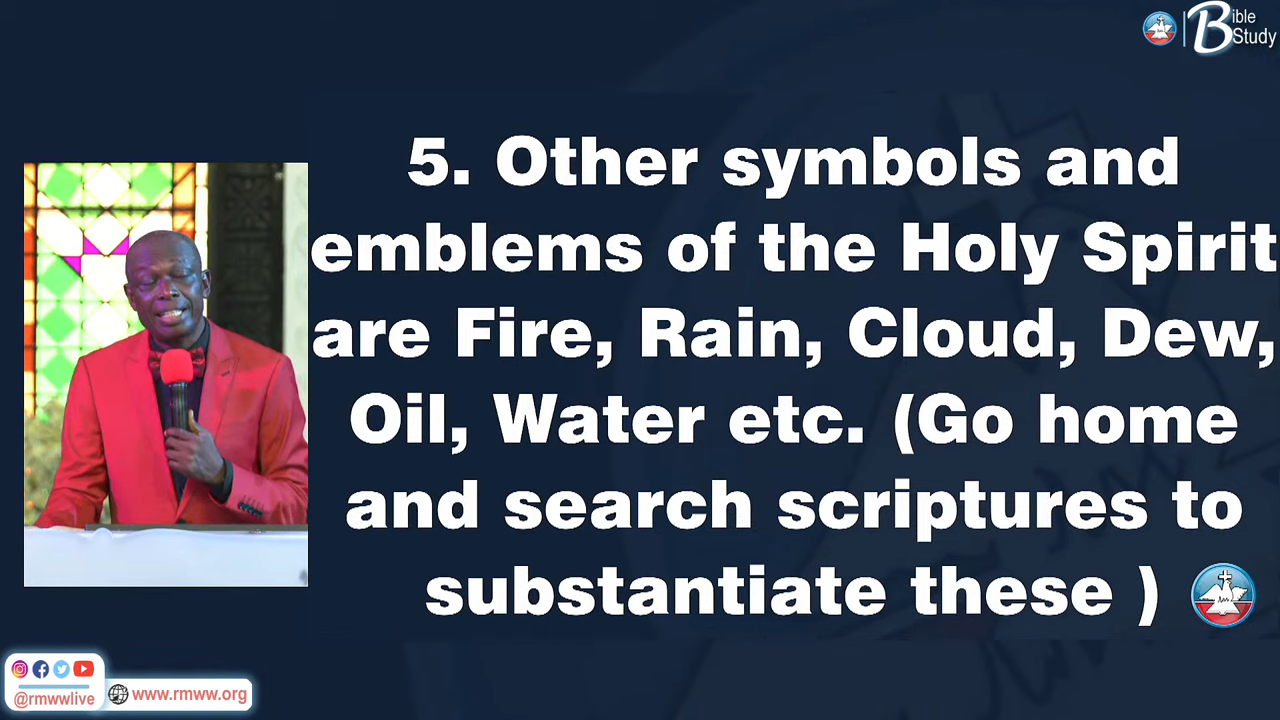 Bible
Study
5. Other symbols and
emblems of the Holy Spirit
are Fire, Rain, Cloud, Dew,
Oil, Water etc. (Go home
and search scriptures to
substantiate these )
@rmwwlive
www.rmww.org